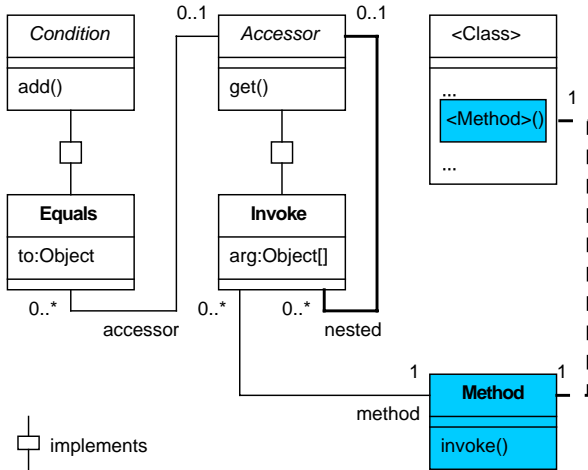 0..1
0..1
Condition
Accessor
<Class>
add()
get()
...
1
<Method>()
...
Equals
Invoke
to:Object
arg:Object[]
0..*
0..*
0..*
accessor
nested
1
1
method
Method
invoke()
implements